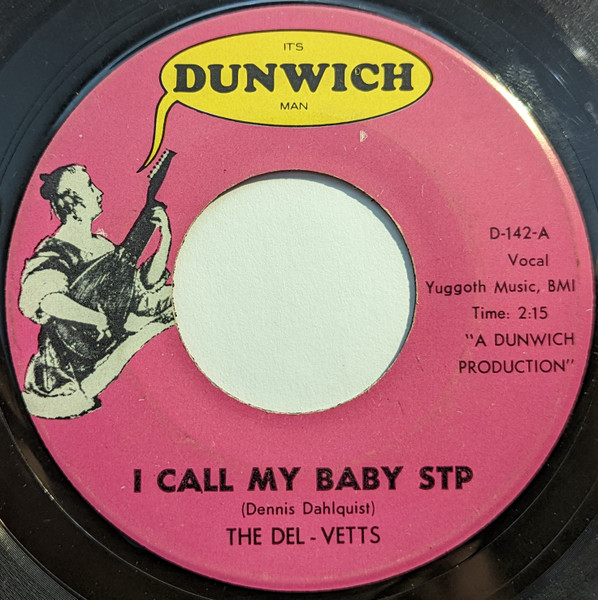 IT'S
DUNWICH
MAN
D-142-A
Vocal
Yuggoth Music, BMI
Time: 2:15
"A DUNWICH
PRODUCTION"
I CALL MY BABY STP
(Dennis Dahlquist)
THE DEL-VETTS